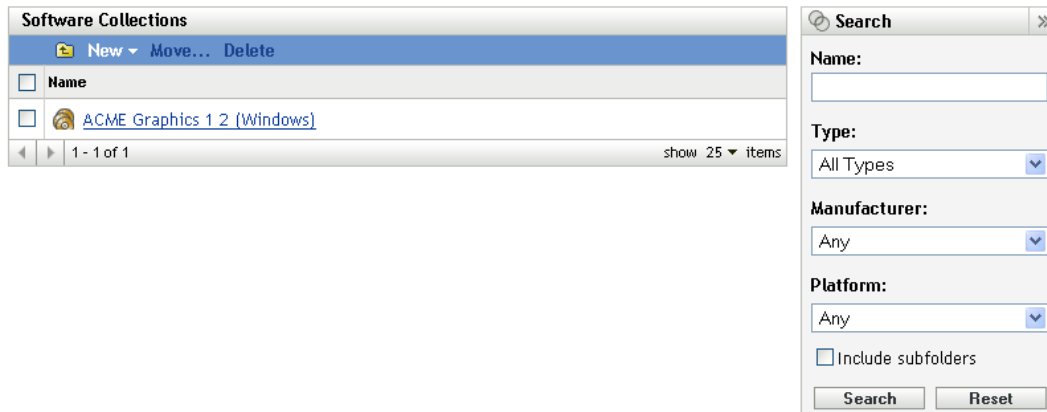 Software Collections
New Move... Delete
Name
ACME Graphics 1 2 (Windows)
1 - 1 of 1 show 25 items
Search
Name:
Type:
All Types
Manufacturer:
Any
Platform:
Any
Include subfolders
Search Reset